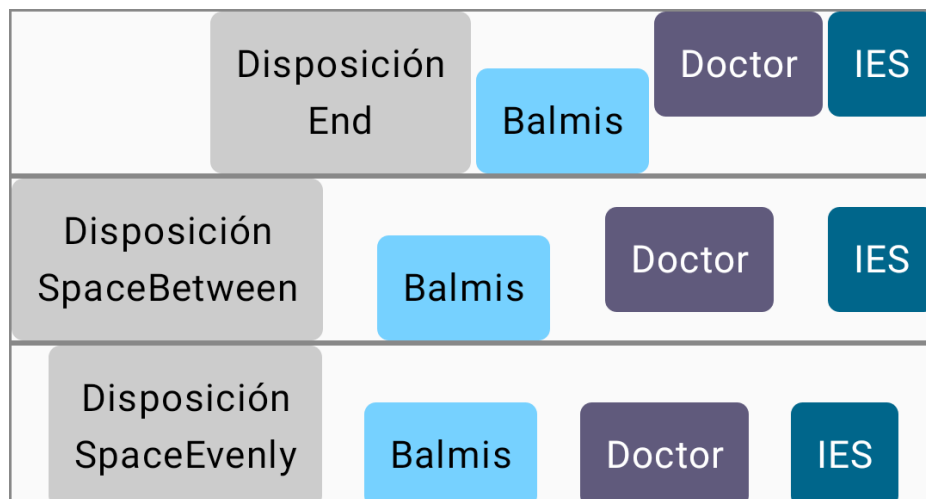 Disposición
End
Balmis
Doctor
IES
Disposición
SpaceBetween
Balmis
Doctor
IES
Disposición
SpaceEvenly
Balmis
Doctor
IES